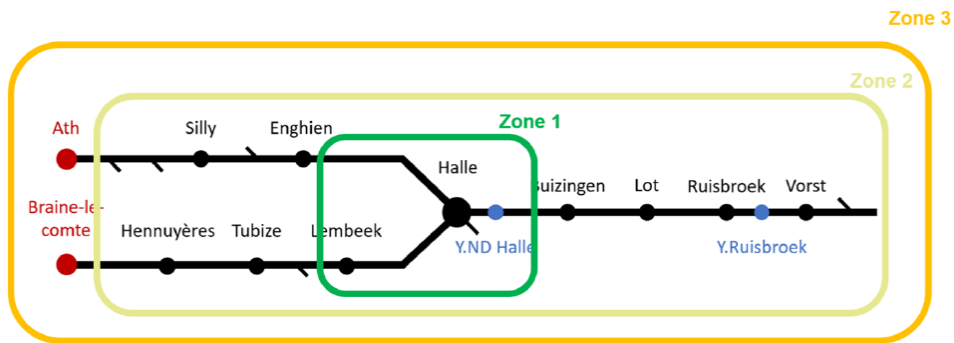 Zone 3
Zone 2
Zone 1
Ath
Silly
Enghien
Halle
Braine-le-
comte
Hennuyères
Tubize
Lembeek
Buizingen
Lot
Ruisbroek
Vorst
Y.ND Halle
Y.Ruisbroek